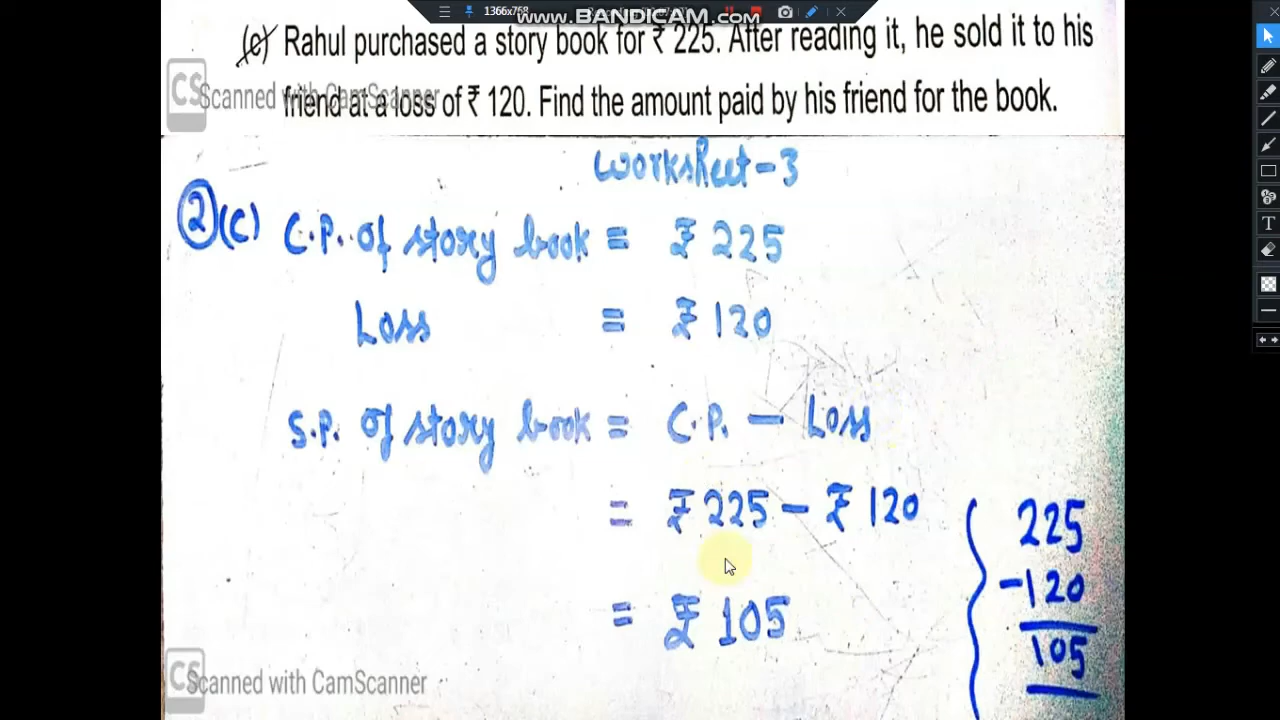 1366x768
www.BANDICAM.com
(c) Rahul purchased a story book for ₹ 225. After reading it, he sold it to his
friend at a loss of ₹ 120. Find the amount paid by his friend for the book.
CS Scanned with CamScanner
Worksheet-3
2 (c) C.P. of story book = ₹ 225
Loss = ₹ 120
S.P. of story book = C.P. - Loss
= ₹ 225 - ₹ 120
= ₹ 105
225
-120
105
CS Scanned with CamScanner